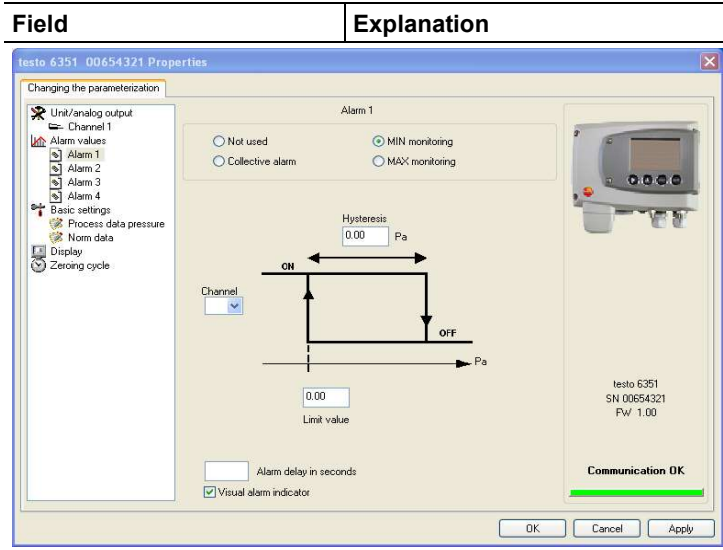 Field Explanation
testo 6351 00654321 Properties
Changing the parameterization
Unit/analog output
Channel 1
Alarm values
Alarm 1
Alarm 2
Alarm 3
Alarm 4
Basic settings
Process data pressure
Norm data
Display
Zeroing cycle
Alarm 1
Not used
MIN monitoring
Collective alarm
MAX monitoring
Hysteresis
0.00 Pa
ON
Channel
OFF
Pa
0.00
Limit value
Alarm delay in seconds
Visual alarm indicator
testo 6351
SN 00654321
FW 1.00
Communication OK
OK Cancel Apply